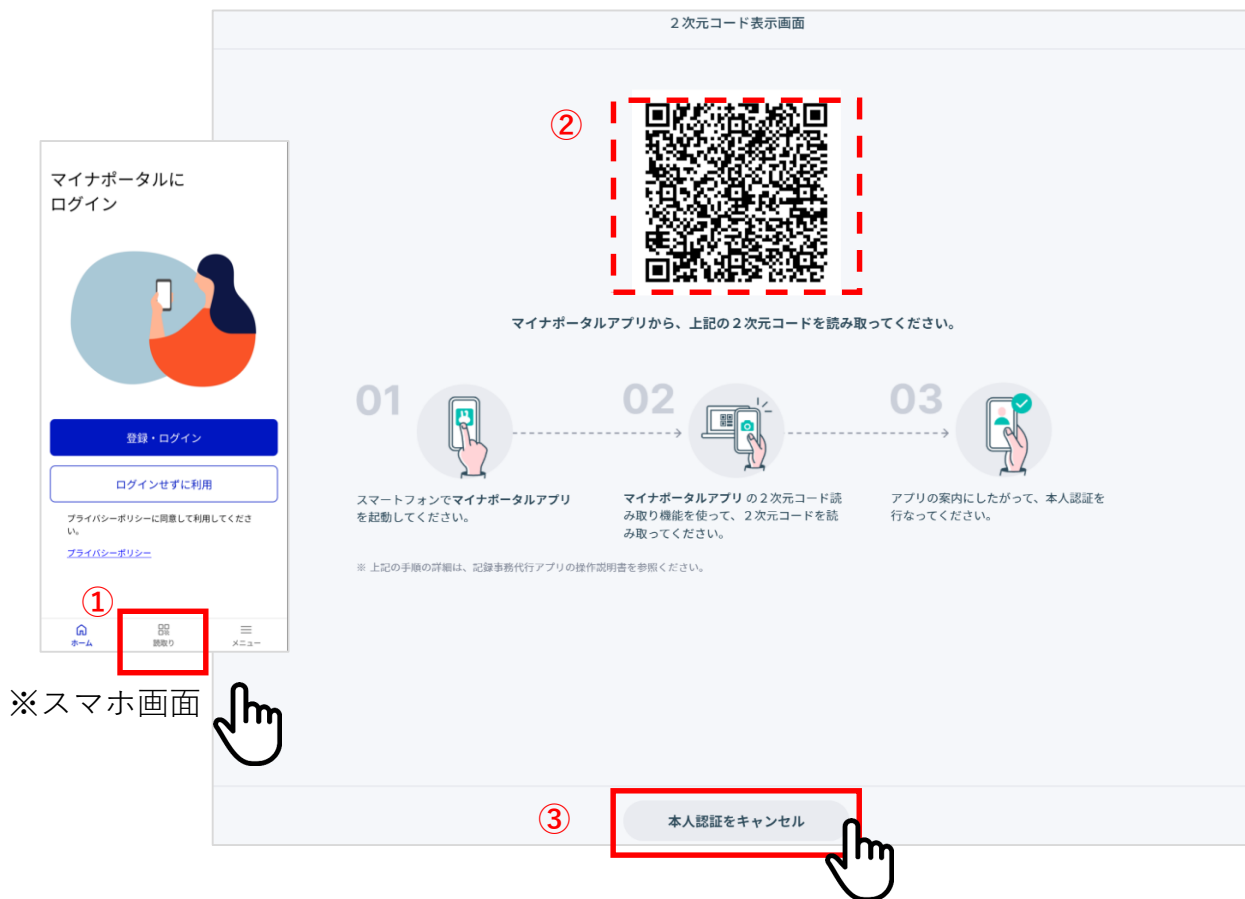 ２次元コード表示画面
②
マイナポータルに
ログイン
登録・ログイン
ログインせずに利用
プライバシーポリシーに同意して利用してくださ
い。
プライバシーポリシー
①
ホーム
読取り
メニュー
※スマホ画面
マイナポータルアプリから、上記の２次元コードを読み取ってください。
01
スマートフォンでマイナポータルアプリ
を起動してください。
02
マイナポータルアプリ の２次元コード読
み取り機能を使って、２次元コードを読
み取ってください。
03
アプリの案内にしたがって、本人認証を
行なってください。
※ 上記の手順の詳細は、記録事務代行アプリの操作説明書を参照ください。
③
本人認証をキャンセル